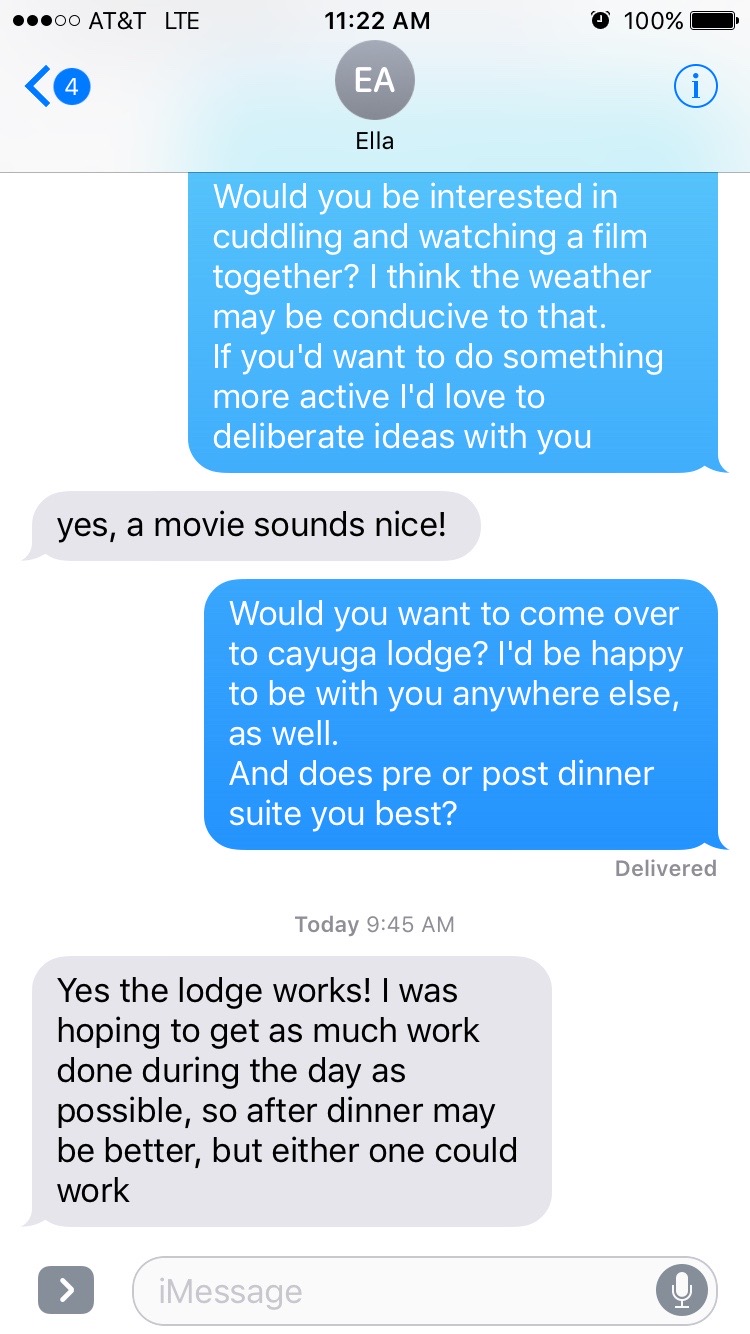 AT&T LTE 11:22 AM 100%
4
EA
i
Ella
Would you be interested in
cuddling and watching a film
together? I think the weather
may be conducive to that.
If you'd want to do something
more active I'd love to
deliberate ideas with you
yes, a movie sounds nice!
Would you want to come over
to cayuga lodge? I'd be happy
to be with you anywhere else,
as well.
And does pre or post dinner
suite you best?
Delivered
Today 9:45 AM
Yes the lodge works! I was
hoping to get as much work
done during the day as
possible, so after dinner may
be better, but either one could
work
iMessage